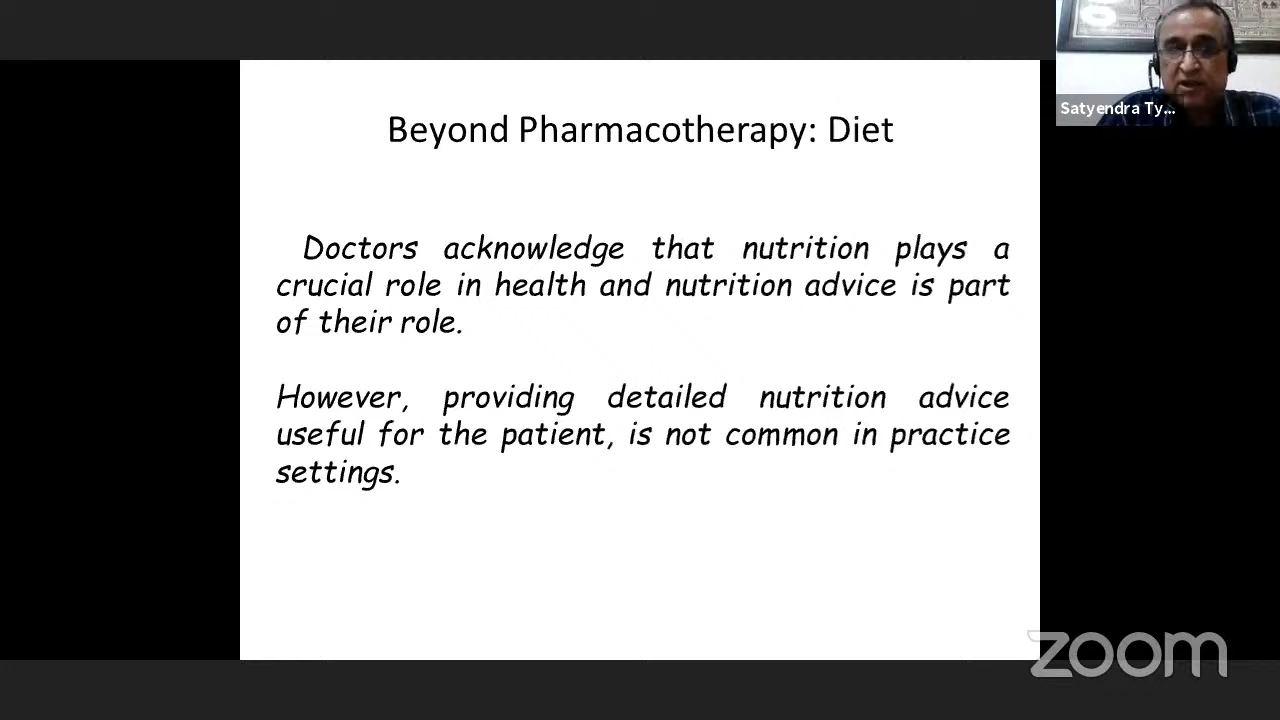 Satyendra Ty...
Beyond Pharmacotherapy: Diet
Doctors acknowledge that nutrition plays a
crucial role in health and nutrition advice is part
of their role.
However, providing detailed nutrition advice
useful for the patient, is not common in practice
settings.
zoom